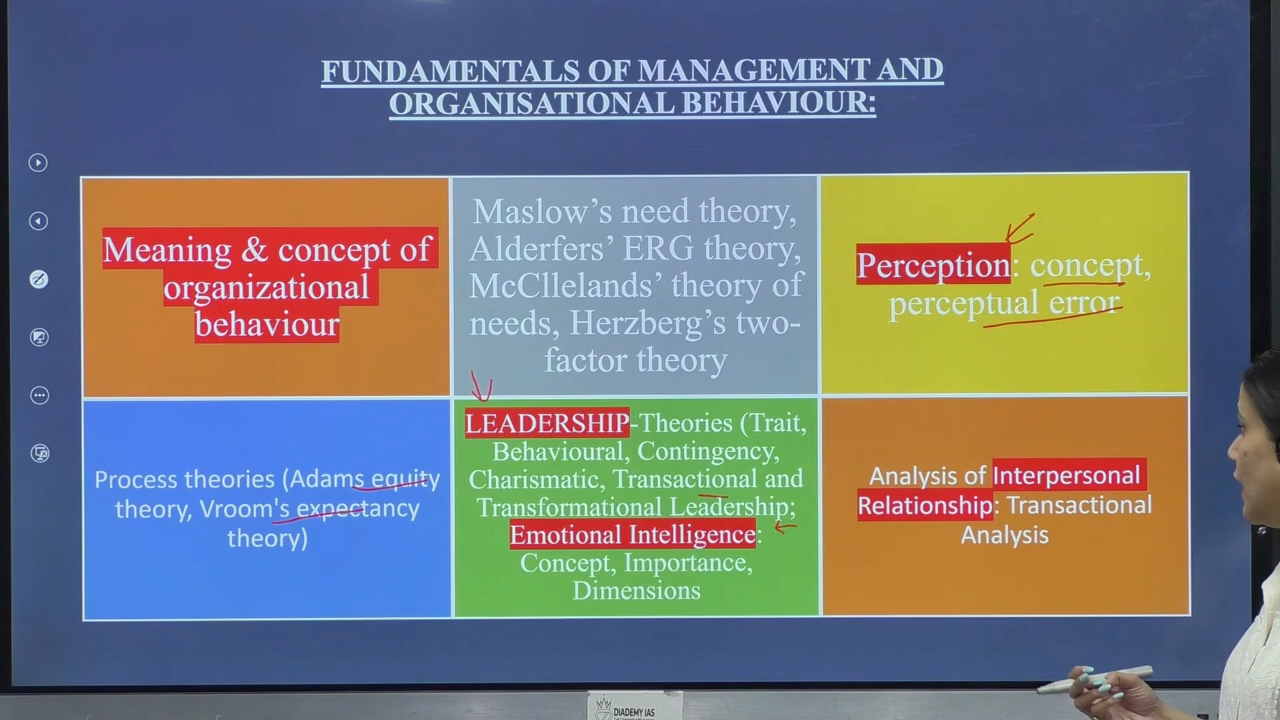 FUNDAMENTALS OF MANAGEMENT AND
ORGANISATIONAL BEHAVIOUR:
Meaning & concept of
organizational
behaviour
Maslow’s need theory,
Alderfers’ ERG theory,
McCllelands’ theory of
needs, Herzberg’s two-
factor theory
Perception: concept,
perceptual error
Process theories (Adams equity
theory, Vroom's expectancy
theory)
LEADERSHIP-Theories (Trait,
Behavioural, Contingency,
Charismatic, Transactional and
Transformational Leadership;
Emotional Intelligence:
Concept, Importance,
Dimensions
Analysis of Interpersonal
Relationship: Transactional
Analysis
DIADEMY IAS